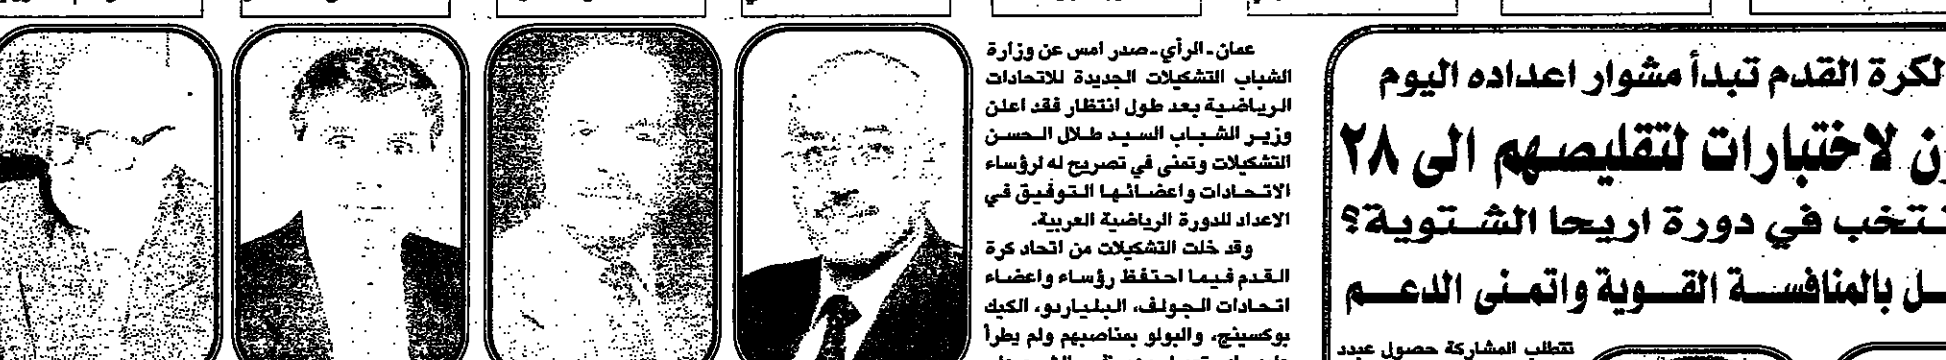 لكرة القدم تبدأ مشوار اعداده اليوم
لاختبارات لتقليصهم الى ٢٨
نتخب في دورة اريحا الشتوية؟
ل بالمنافسة القوية واتمنى الدعم
تتطلب المشاركة حصول عدد
عمان-الرأي-صدر امس عن وزارة
الشباب التشكيلات الجديدة للاتحادات
الرياضية بعد طول انتظار فقد اعلن
وزير الشباب السيد طلال الحسن
التشكيلات وتمنى في تصريح له لرؤساء
الاتحادات واعضائها التوفيق في
الاعداد للدورة الرياضية العربية.
وقد خلت التشكيلات من اتحاد كرة
القدم فيما احتفظ رؤساء واعضاء
اتحادات الجولف، البلياردو، الكيك
بوكسينج، والبولو بمناصبهم ولم يطرأ